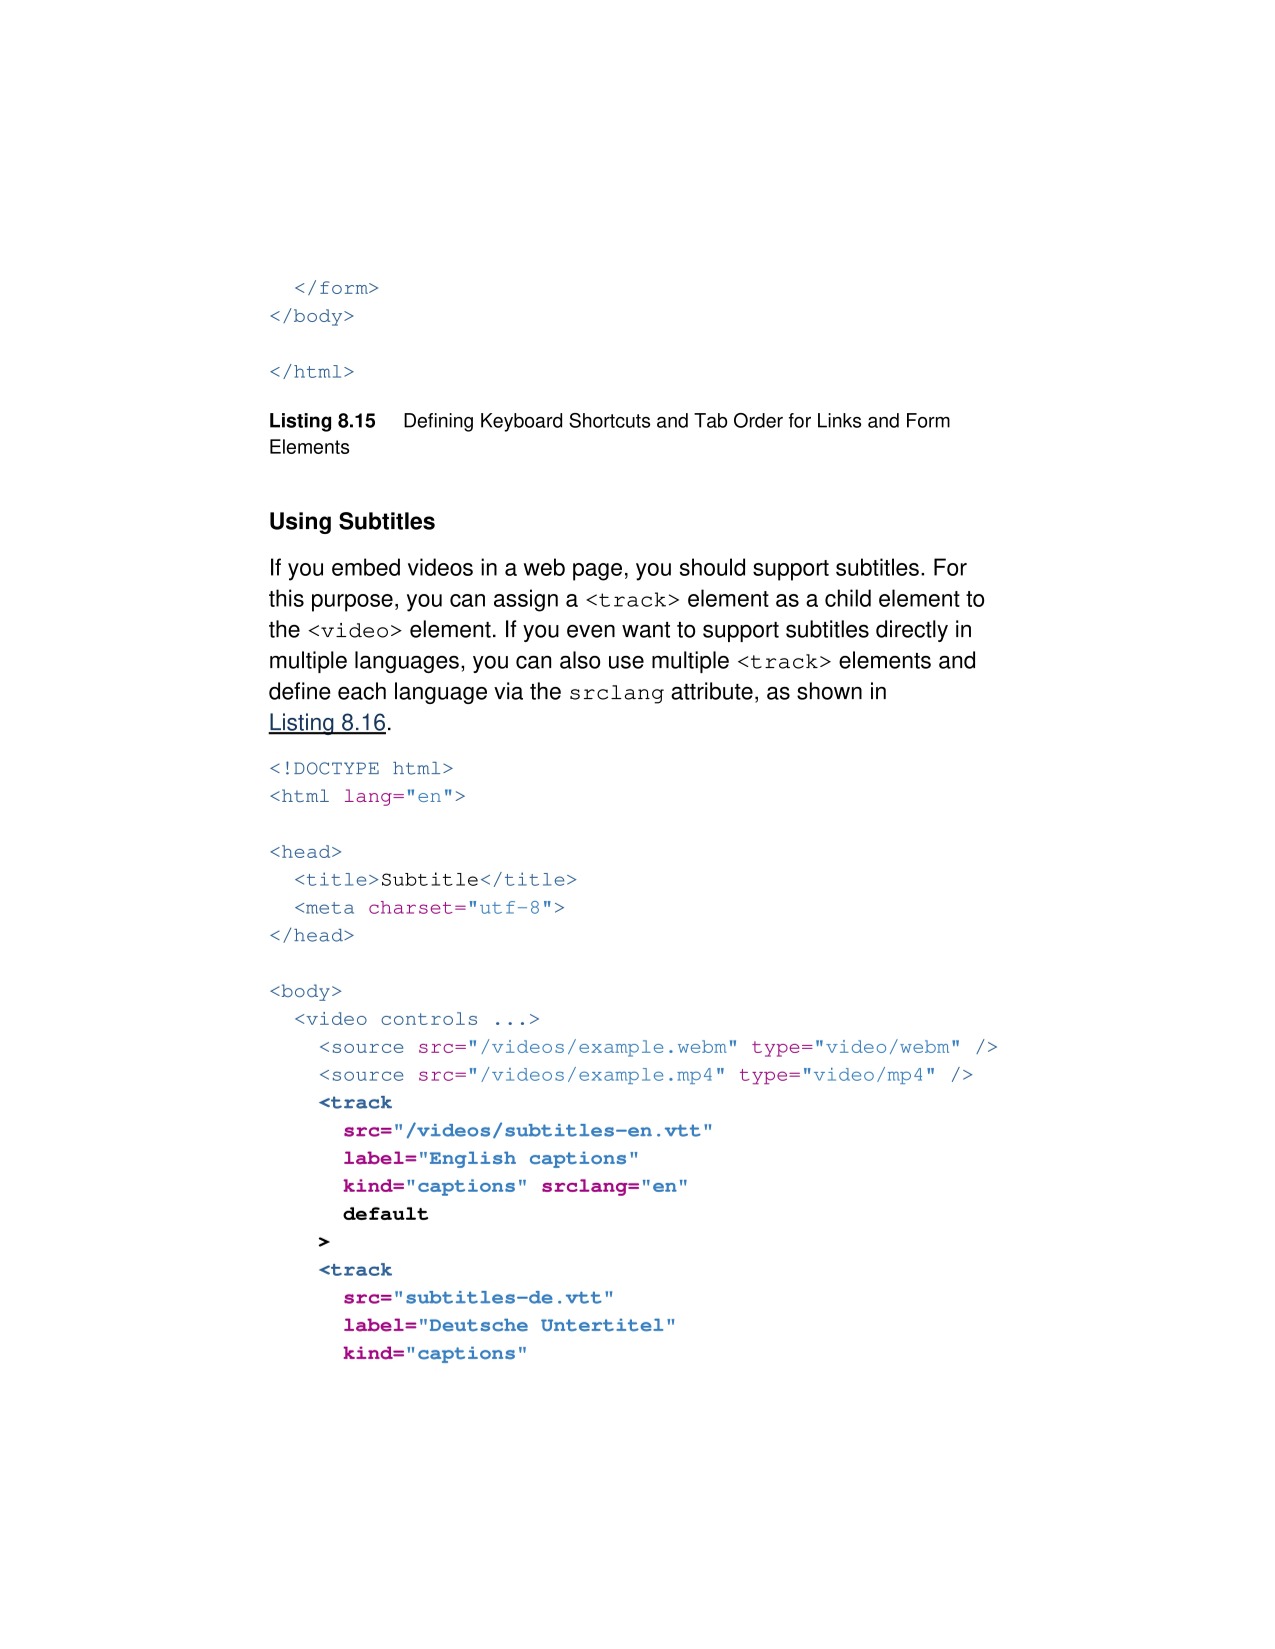 </form>
</body>
</html>
Listing 8.15 Defining Keyboard Shortcuts and Tab Order for Links and Form
Elements
Using Subtitles
If you embed videos in a web page, you should support subtitles. For
this purpose, you can assign a <track> element as a child element to
the <video> element. If you even want to support subtitles directly in
multiple languages, you can also use multiple <track> elements and
define each language via the srclang attribute, as shown in
Listing 8.16.
<!DOCTYPE html>
<html lang="en">
<head>
<title>Subtitle</title>
<meta charset="utf-8">
</head>
<body>
<video controls ...>
<source src="/videos/example.webm" type="video/webm" />
<source src="/videos/example.mp4" type="video/mp4" />
<track
src="/videos/subtitles-en.vtt"
label="English captions"
kind="captions" srclang="en"
default
>
<track
src="subtitles-de.vtt"
label="Deutsche Untertitel"
kind="captions"